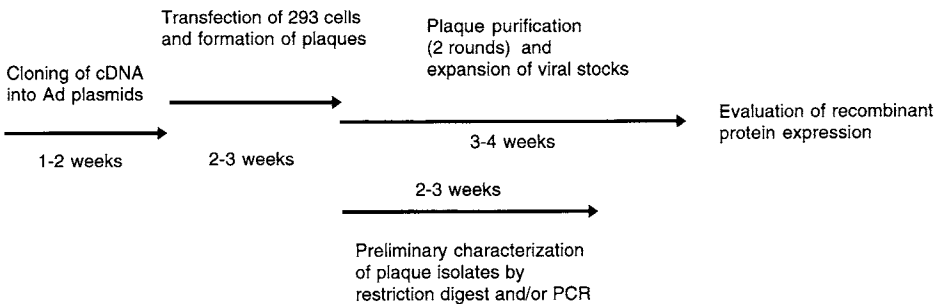 Cloning of cDNA
into Ad plasmids
1-2 weeks
Transfection of 293 cells
and formation of plaques
2-3 weeks
Plaque purification
(2 rounds) and
expansion of viral stocks
3-4 weeks
2-3 weeks
Preliminary characterization
of plaque isolates by
restriction digest and/or PCR
Evaluation of recombinant
protein expression